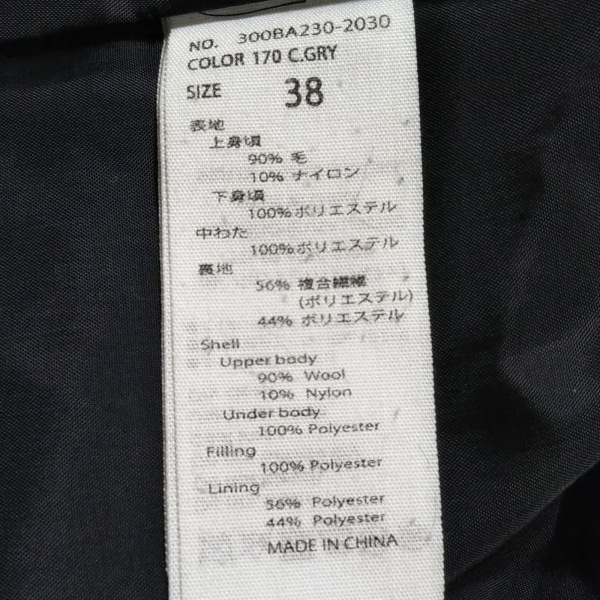 NO. 300BA230-2030
COLOR 170 C.GRY
SIZE 38
表地
上身頃
90% 毛
10% ナイロン
下身頃
100% ポリエステル
中わた
100% ポリエステル
裏地
56% 複合繊維
(ポリエステル)
44% ポリエステル
Shell
Upper body
90% Wool
10% Nylon
Under body
100% Polyester
Filling
100% Polyester
Lining
56% Polyester
44% Polyester
MADE IN CHINA